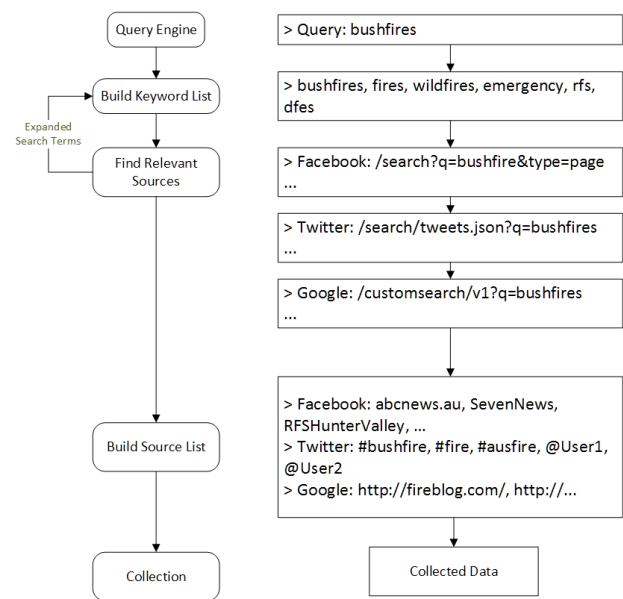 Query Engine
Build Keyword List
Expanded
Search Terms
Find Relevant
Sources
Build Source List
Collection
> Query: bushfires
> bushfires, fires, wildfires, emergency, rfs,
dfes
> Facebook: /search?q=bushfire&type=page
...
> Twitter: /search/tweets.json?q=bushfires
...
> Google: /customsearch/v1?q=bushfires
...
> Facebook: abcnews.au, SevenNews,
RFSHunterValley, ...
> Twitter: #bushfire, #fire, #ausfire, @User1,
@User2
> Google: http://fireblog.com/, http://...
Collected Data